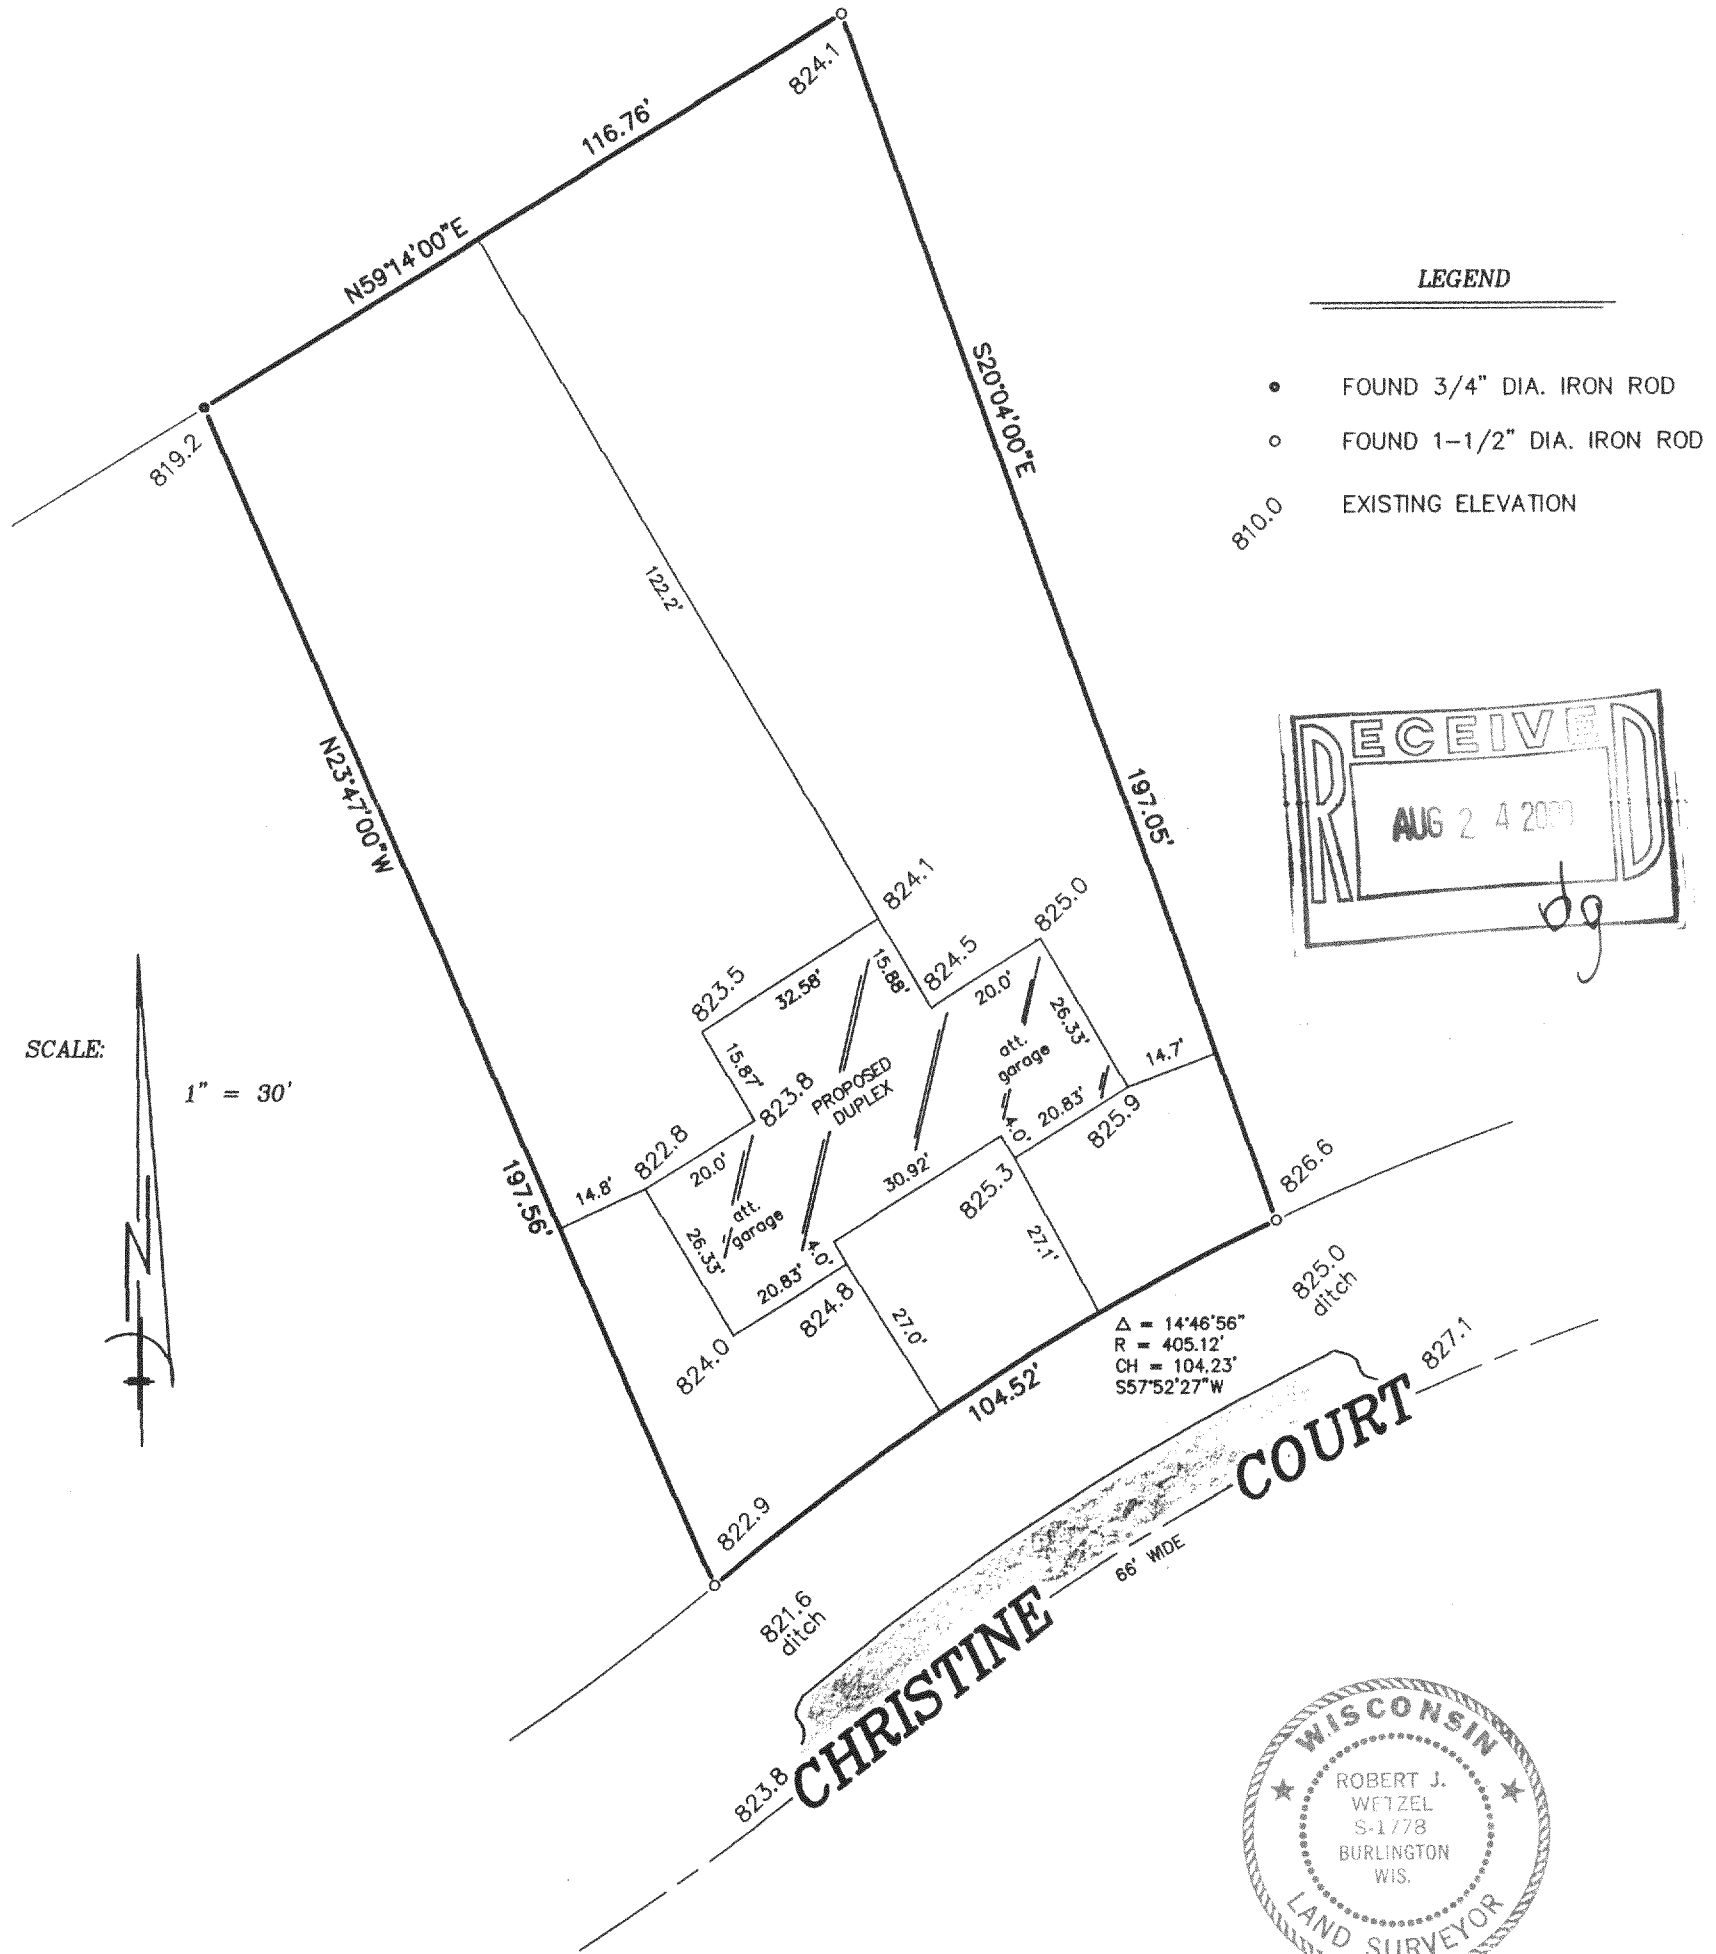 824.1
116.76'
N59°14'00"E
819.2
S20°04'00"E
LEGEND
FOUND 3/4" DIA. IRON ROD
FOUND 1-1/2" DIA. IRON ROD
810.0
EXISTING ELEVATION
122.2'
N23°47'00"W
197.05'
RECEIVED
AUG 24
dg
824.1
825.0
824.5
823.5
32.58'
15.88'
20.0'
26.33'
att.
garage
14.7'
SCALE:
1" = 30'
N
15.87'
823.8
PROPOSED
DUPLEX
4.0'
20.83'
825.9
822.8
20.0'
30.92'
825.3
826.6
197.56'
14.8'
att.
garage
26.33'
20.83'
4.0'
824.8
27.1'
27.0'
824.0
825.0
ditch
Δ = 14°46'56"
R = 405.12'
CH = 104.23'
S57°52'27"W
827.1
104.52'
822.9
821.6
ditch
CHRISTINE COURT
66' WIDE
823.8
WISCONSIN
ROBERT J.
WETZEL
S-1778
BURLINGTON
WIS.
LAND SURVEYOR